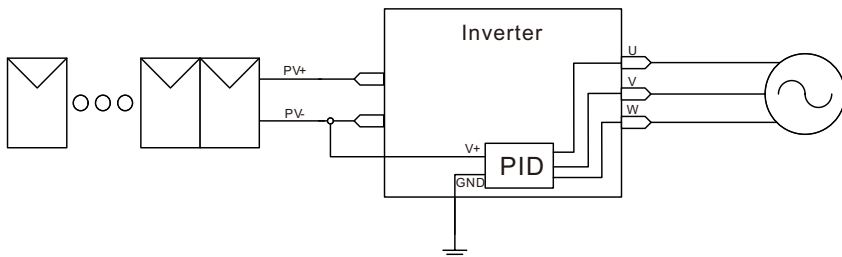 Inverter
U
PV+
V
PV-
W
V+
PID
GND